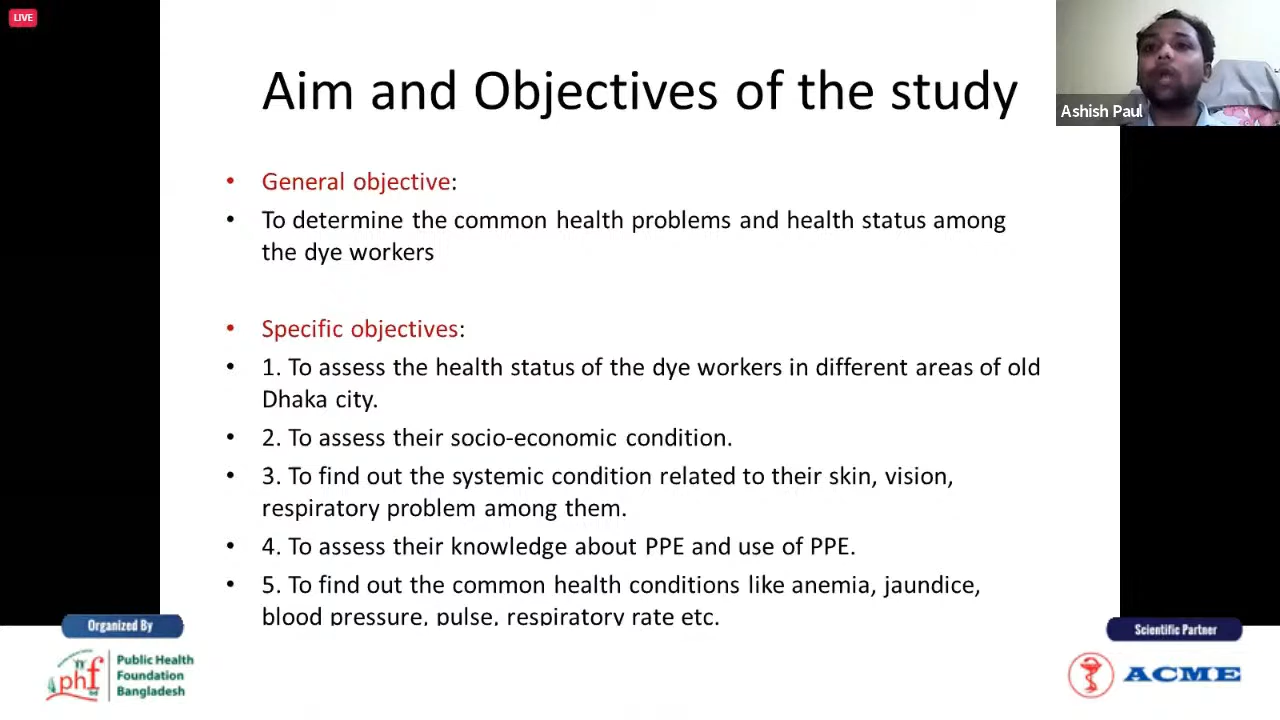 LIVE
Aim and Objectives of the study
Ashish Paul
• General objective:
• To determine the common health problems and health status among
the dye workers
• Specific objectives:
• 1. To assess the health status of the dye workers in different areas of old
Dhaka city.
• 2. To assess their socio-economic condition.
• 3. To find out the systemic condition related to their skin, vision,
respiratory problem among them.
• 4. To assess their knowledge about PPE and use of PPE.
• 5. To find out the common health conditions like anemia, jaundice,
blood pressure, pulse, respiratory rate etc.
Organized By
phf
Public Health
Foundation
Bangladesh
Scientific Partner
ACME